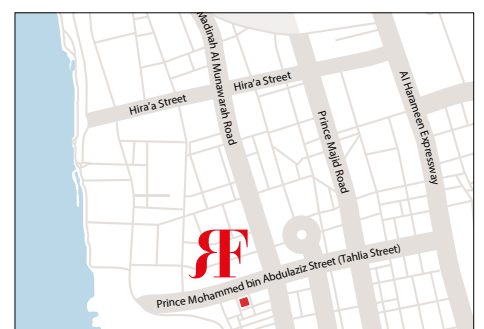 Madinah Al Munawarah Road
Hira'a Street
Hira'a Street
Al Harameen Expressway
Prince Majid Road
RF
Prince Mohammed bin Abdulaziz Street (Tahlia Street)